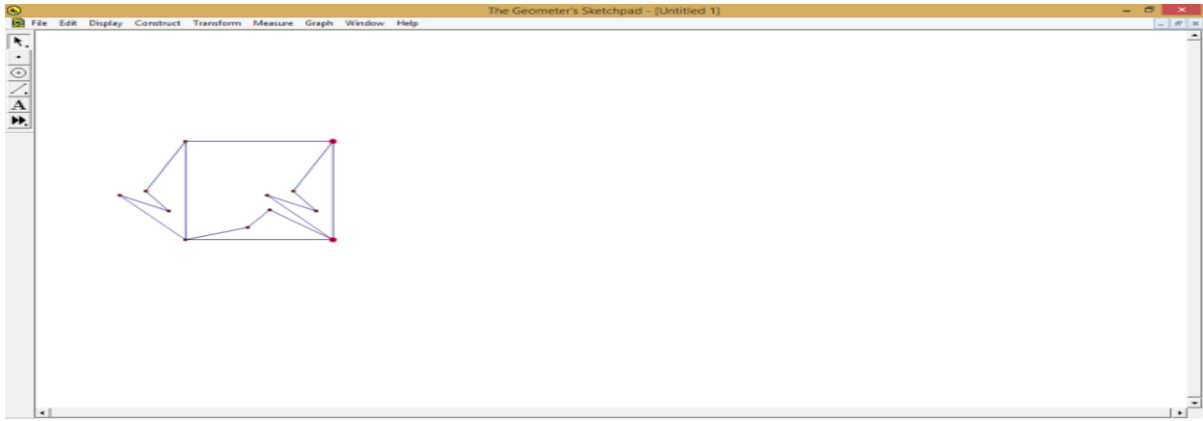 The Geometer's Sketchpad - [Untitled 1]
File Edit Display Construct Transform Measure Graph Window Help
A